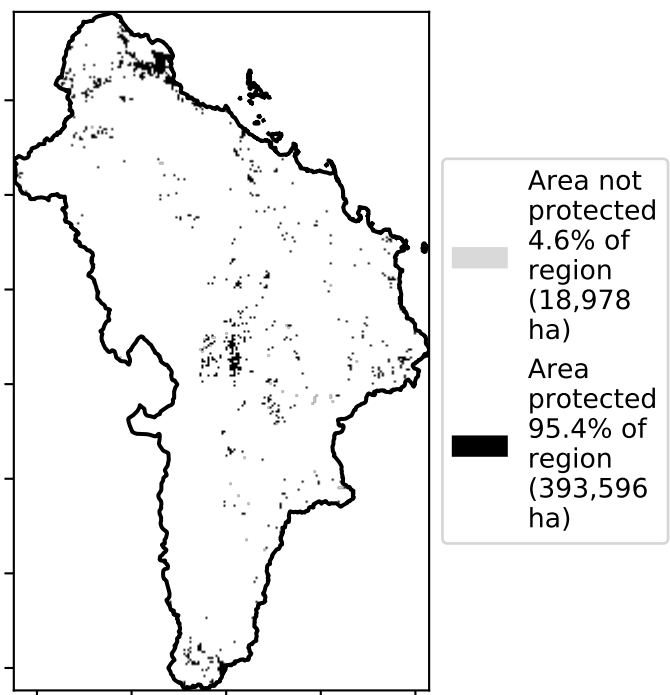 Area not
protected
4.6% of
region
(18,978
ha)
Area
protected
95.4% of
region
(393,596
ha)